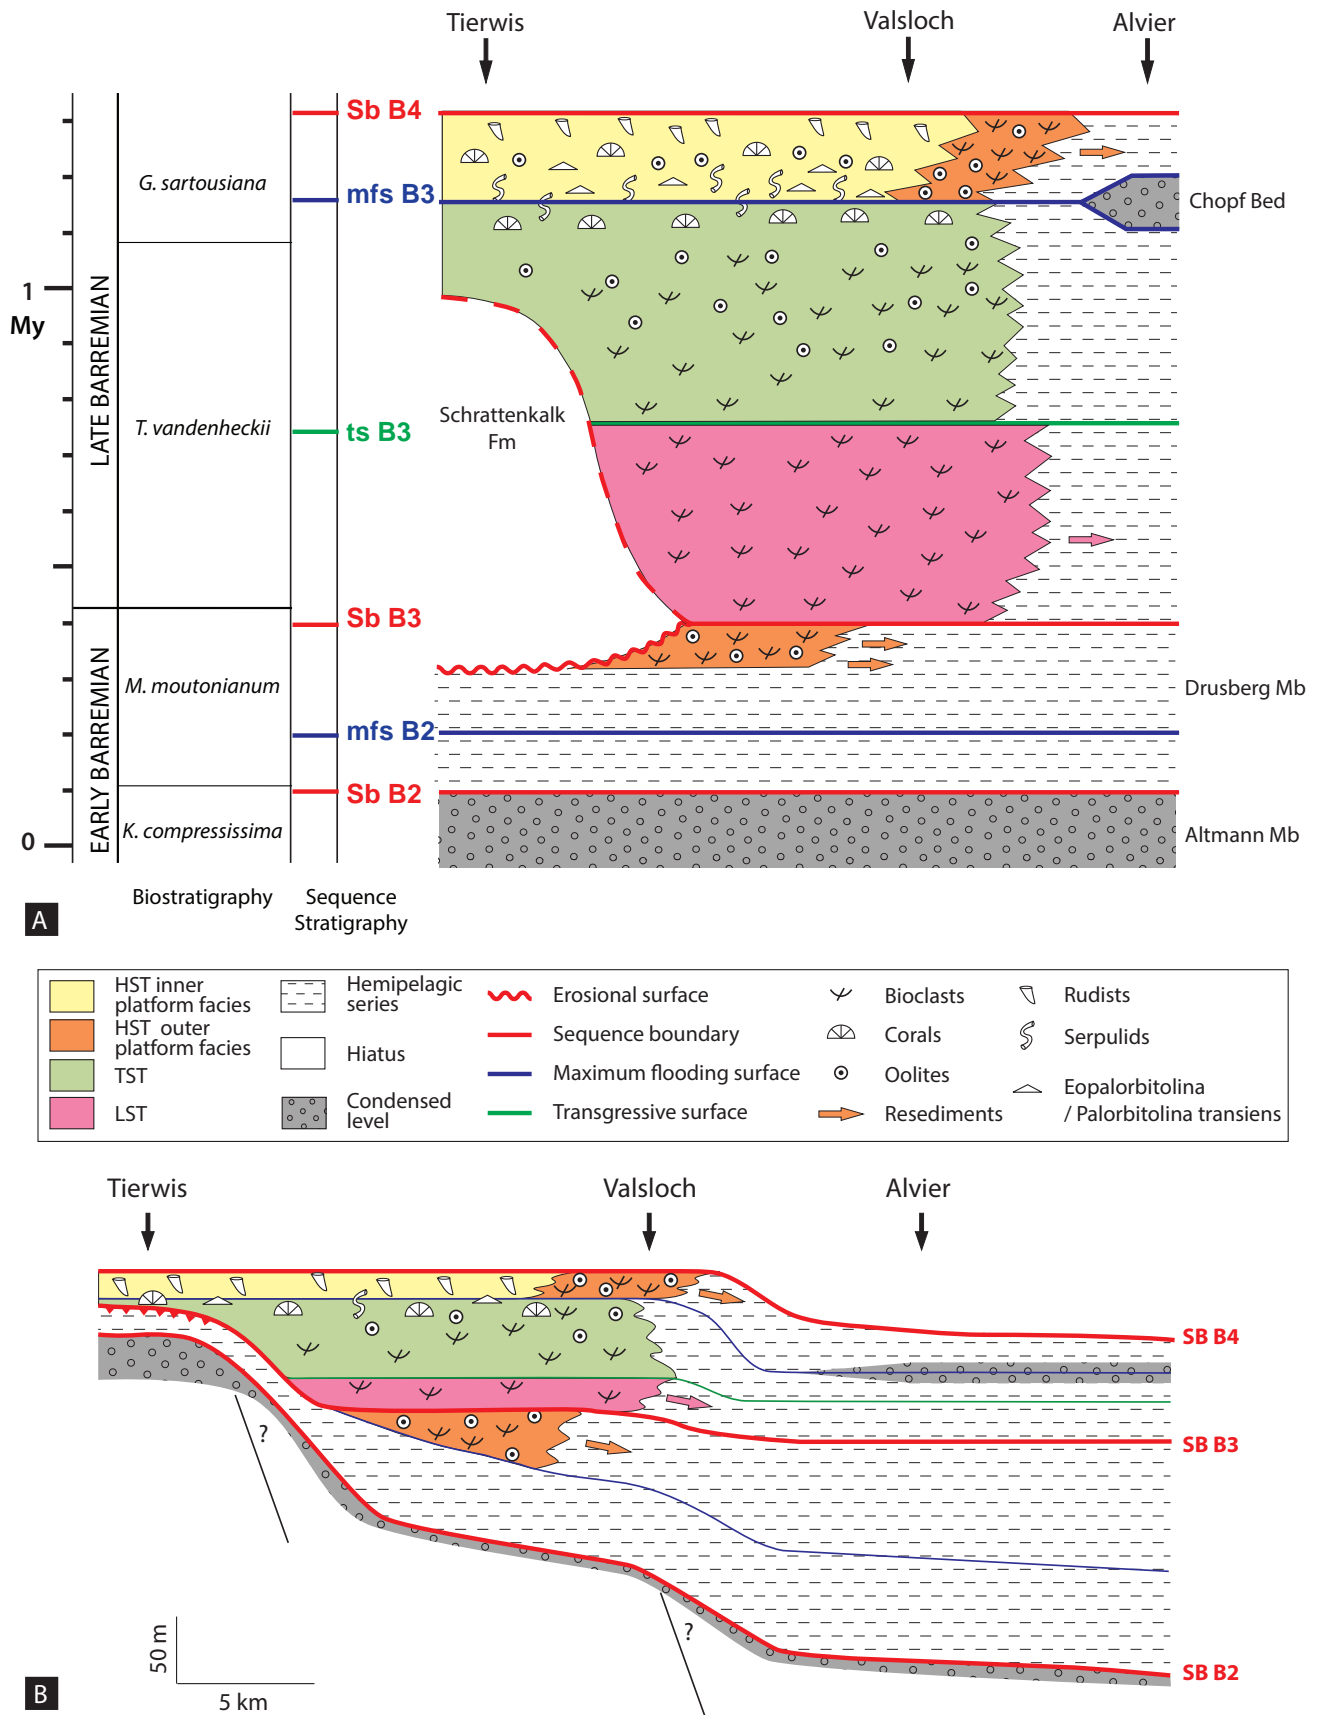 Tierwis
Valsloch
Alvier
Sb B4
G. sartousiana
mfs B3
Chopf Bed
1
My
LATE BARREMIAN
T. vandenheckii
ts B3
Schrattenkalk
Fm
Sb B3
EARLY BARREMIAN
M. moutonianum
Drusberg Mb
mfs B2
Sb B2
K. compressissima
Altmann Mb
0
Biostratigraphy
Sequence
Stratigraphy
A
HST inner
platform facies
HST outer
platform facies
TST
LST
Hemipelagic
series
Hiatus
Condensed
level
Erosional surface
Sequence boundary
Maximum flooding surface
Transgressive surface
Bioclasts
Corals
Oolites
Resediments
Rudists
Serpulids
Eopalorbitolina
/ Palorbitolina transiens
Tierwis
Valsloch
Alvier
SB B4
?
SB B3
?
SB B2
50 m
5 km
B